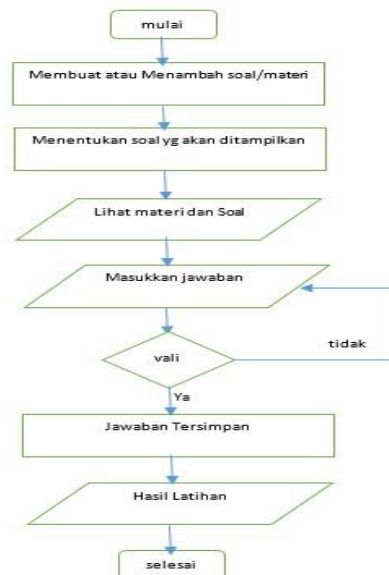 mulai
Membuat atau Menambah soal/materi
Menentukan soal yg akan ditampilkan
Lihat materi dan Soal
Masukkan jawaban
vali
tidak
Ya
Jawaban Tersimpan
Hasil Latihan
selesai